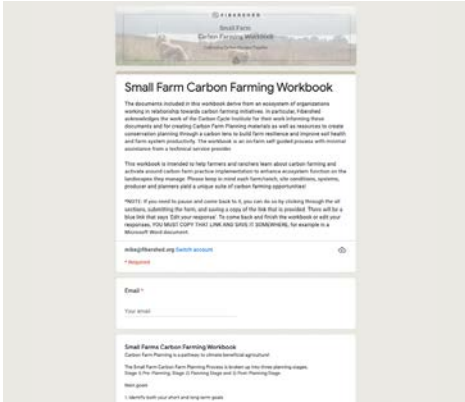 FIBERSHED
Small Farm
Carbon Farming Workbook
Small Farm Carbon Farming Workbook
The documents included in this workbook derive from an ecosystem of organizations
working in relationship towards carbon farming initiatives. In particular, Fibershed
acknowledges the work of the Carbon Cycle Institute for their work informing these
documents and for creating Carbon Farm Planning materials as well as resources to create
conservation planning through a carbon lens to build farm resilience and improve soil health
and farm system productivity. The workbook is an on-farm self guided process with minimal
assistance from a technical service provider.
This workbook is intended to help farmers and ranchers learn about carbon farming and
activate around carbon farm practice implementation to enhance ecosystem function on the
landscapes they manage. Please keep in mind each farm/ranch, site conditions, systems,
producer and planners yield a unique suite of carbon farming opportunities!
*NOTE: If you need to pause and come back to it, you can do so by clicking through the all
sections, submitting the form, and saving a copy of the link that is provided. There will be a
blue link that says 'Edit your response'. To come back and finish the workbook or edit your
responses, YOU MUST COPY THAT LINK AND SAVE IT SOMEWHERE, for example in a
Microsoft Word document.
mike@fibershed.org Switch account
* Required
Email *
Your email
Small Farms Carbon Farming Workbook
Carbon Farm Planning is a pathway to climate beneficial agriculture!
The Small Farm Carbon Farm Planning Process is broken up into three planning stages.
Stage 1) Pre-Planning, Stage 2) Planning Stage and 3) Post-Planning Stage.
Main goals:
1. Identify both your short and long term goals